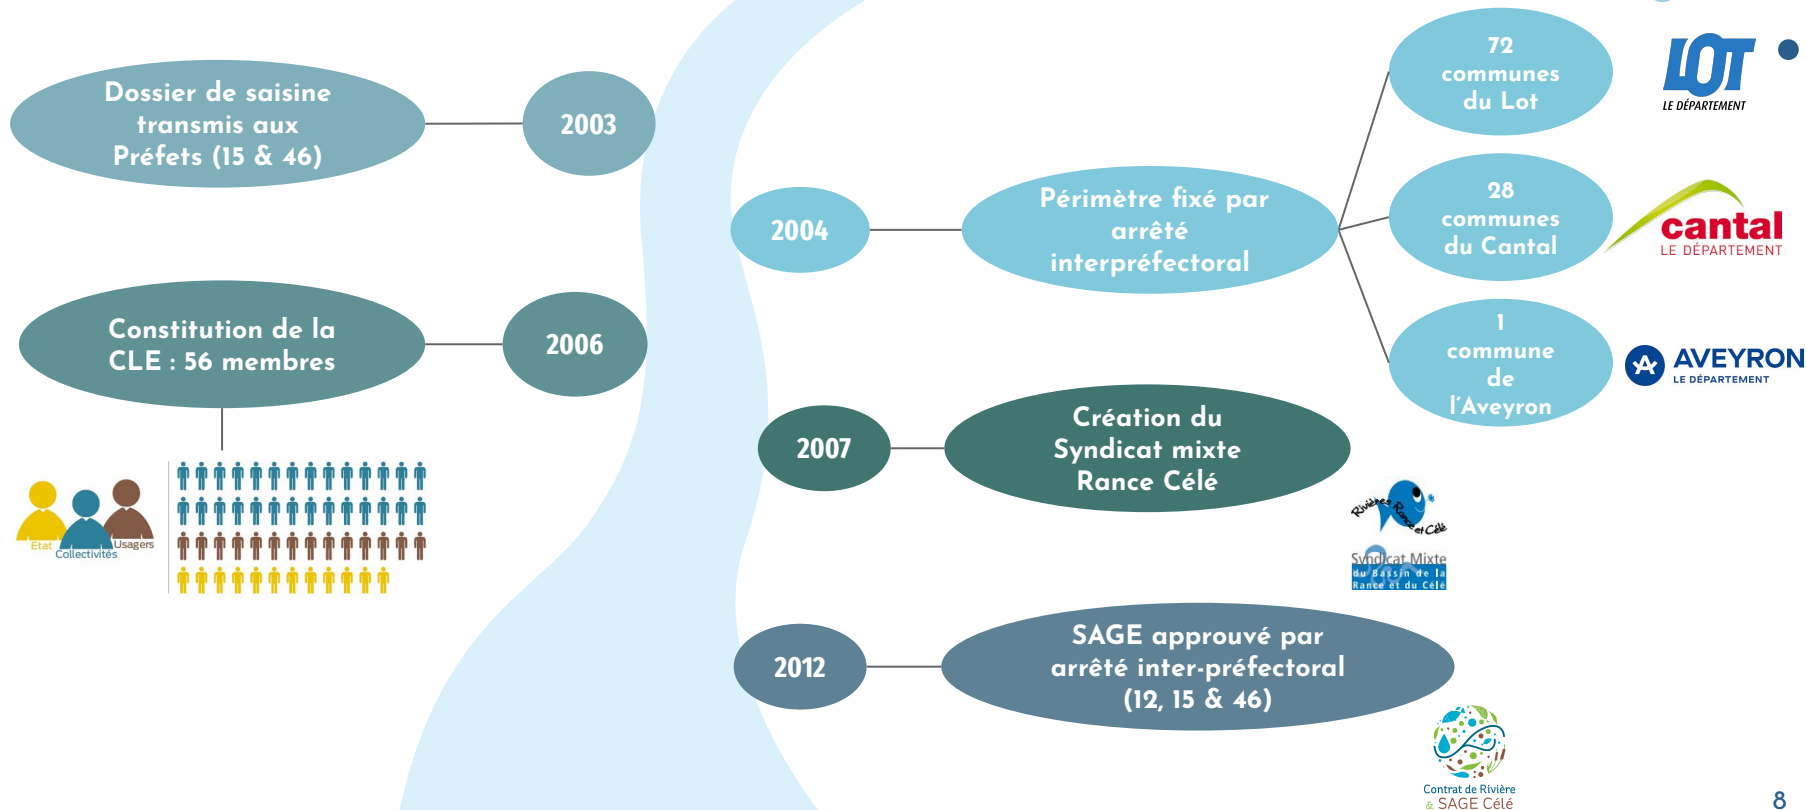 Dossier de saisine
transmis aux
Préfets (15 & 46)
2003
2004
Périmètre fixé par
arrêté
interpréfectoral
72
communes
du Lot
LOT
LE DÉPARTEMENT
28
communes
du Cantal
cantal
LE DÉPARTEMENT
1
commune
de
l'Aveyron
AVEYRON
LE DÉPARTEMENT
Constitution de la
CLE : 56 membres
2006
Etat
Collectivités
Usagers
2007
Création du
Syndicat mixte
Rance Célé
Rivières Rance et Célé
Syndicat Mixte
du Bassin de la
Rance et du Célé
2012
SAGE approuvé par
arrêté inter-préfectoral
(12, 15 & 46)
Contrat de Rivière
& SAGE Célé
8